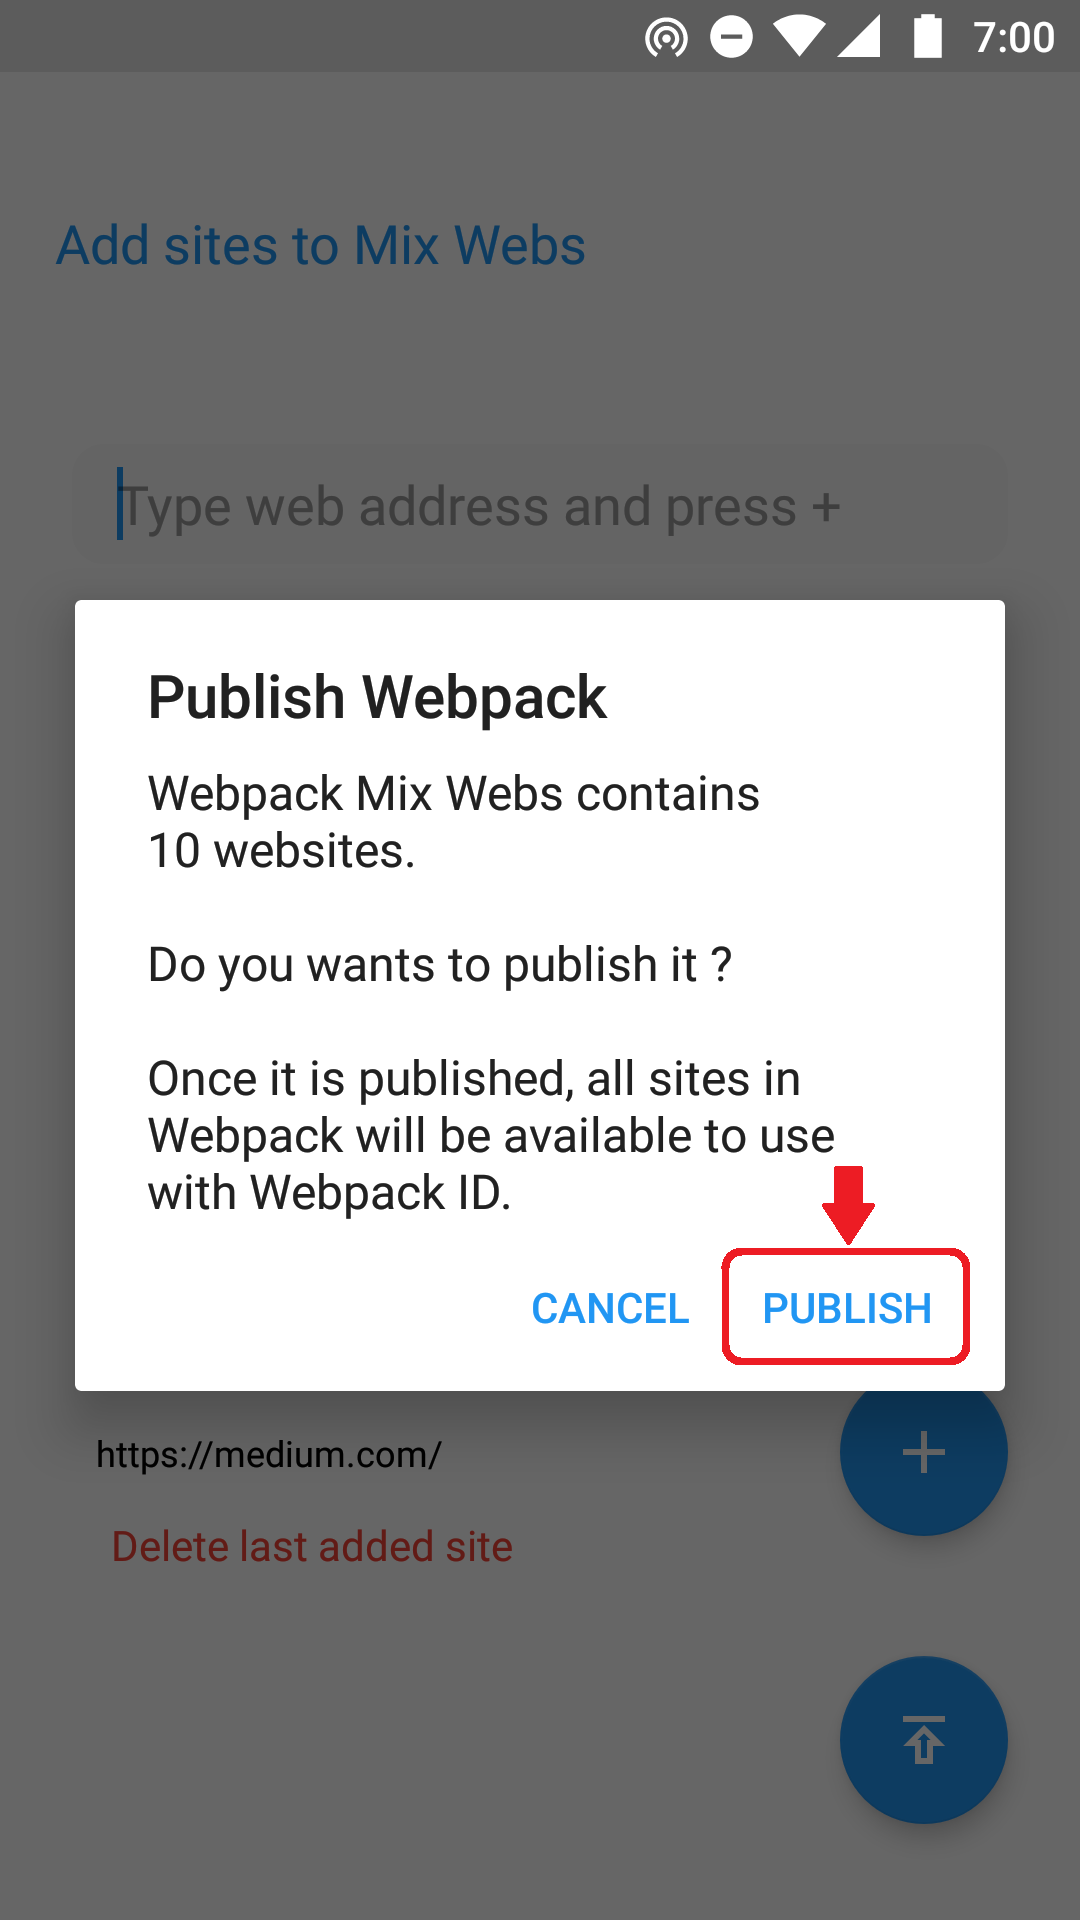 7:00
Add sites to Mix Webs
Type web address and press +
Publish Webpack
Webpack Mix Webs contains
10 websites.
Do you wants to publish it ?
Once it is published, all sites in
Webpack will be available to use
with Webpack ID.
CANCEL PUBLISH
https://medium.com/
Delete last added site